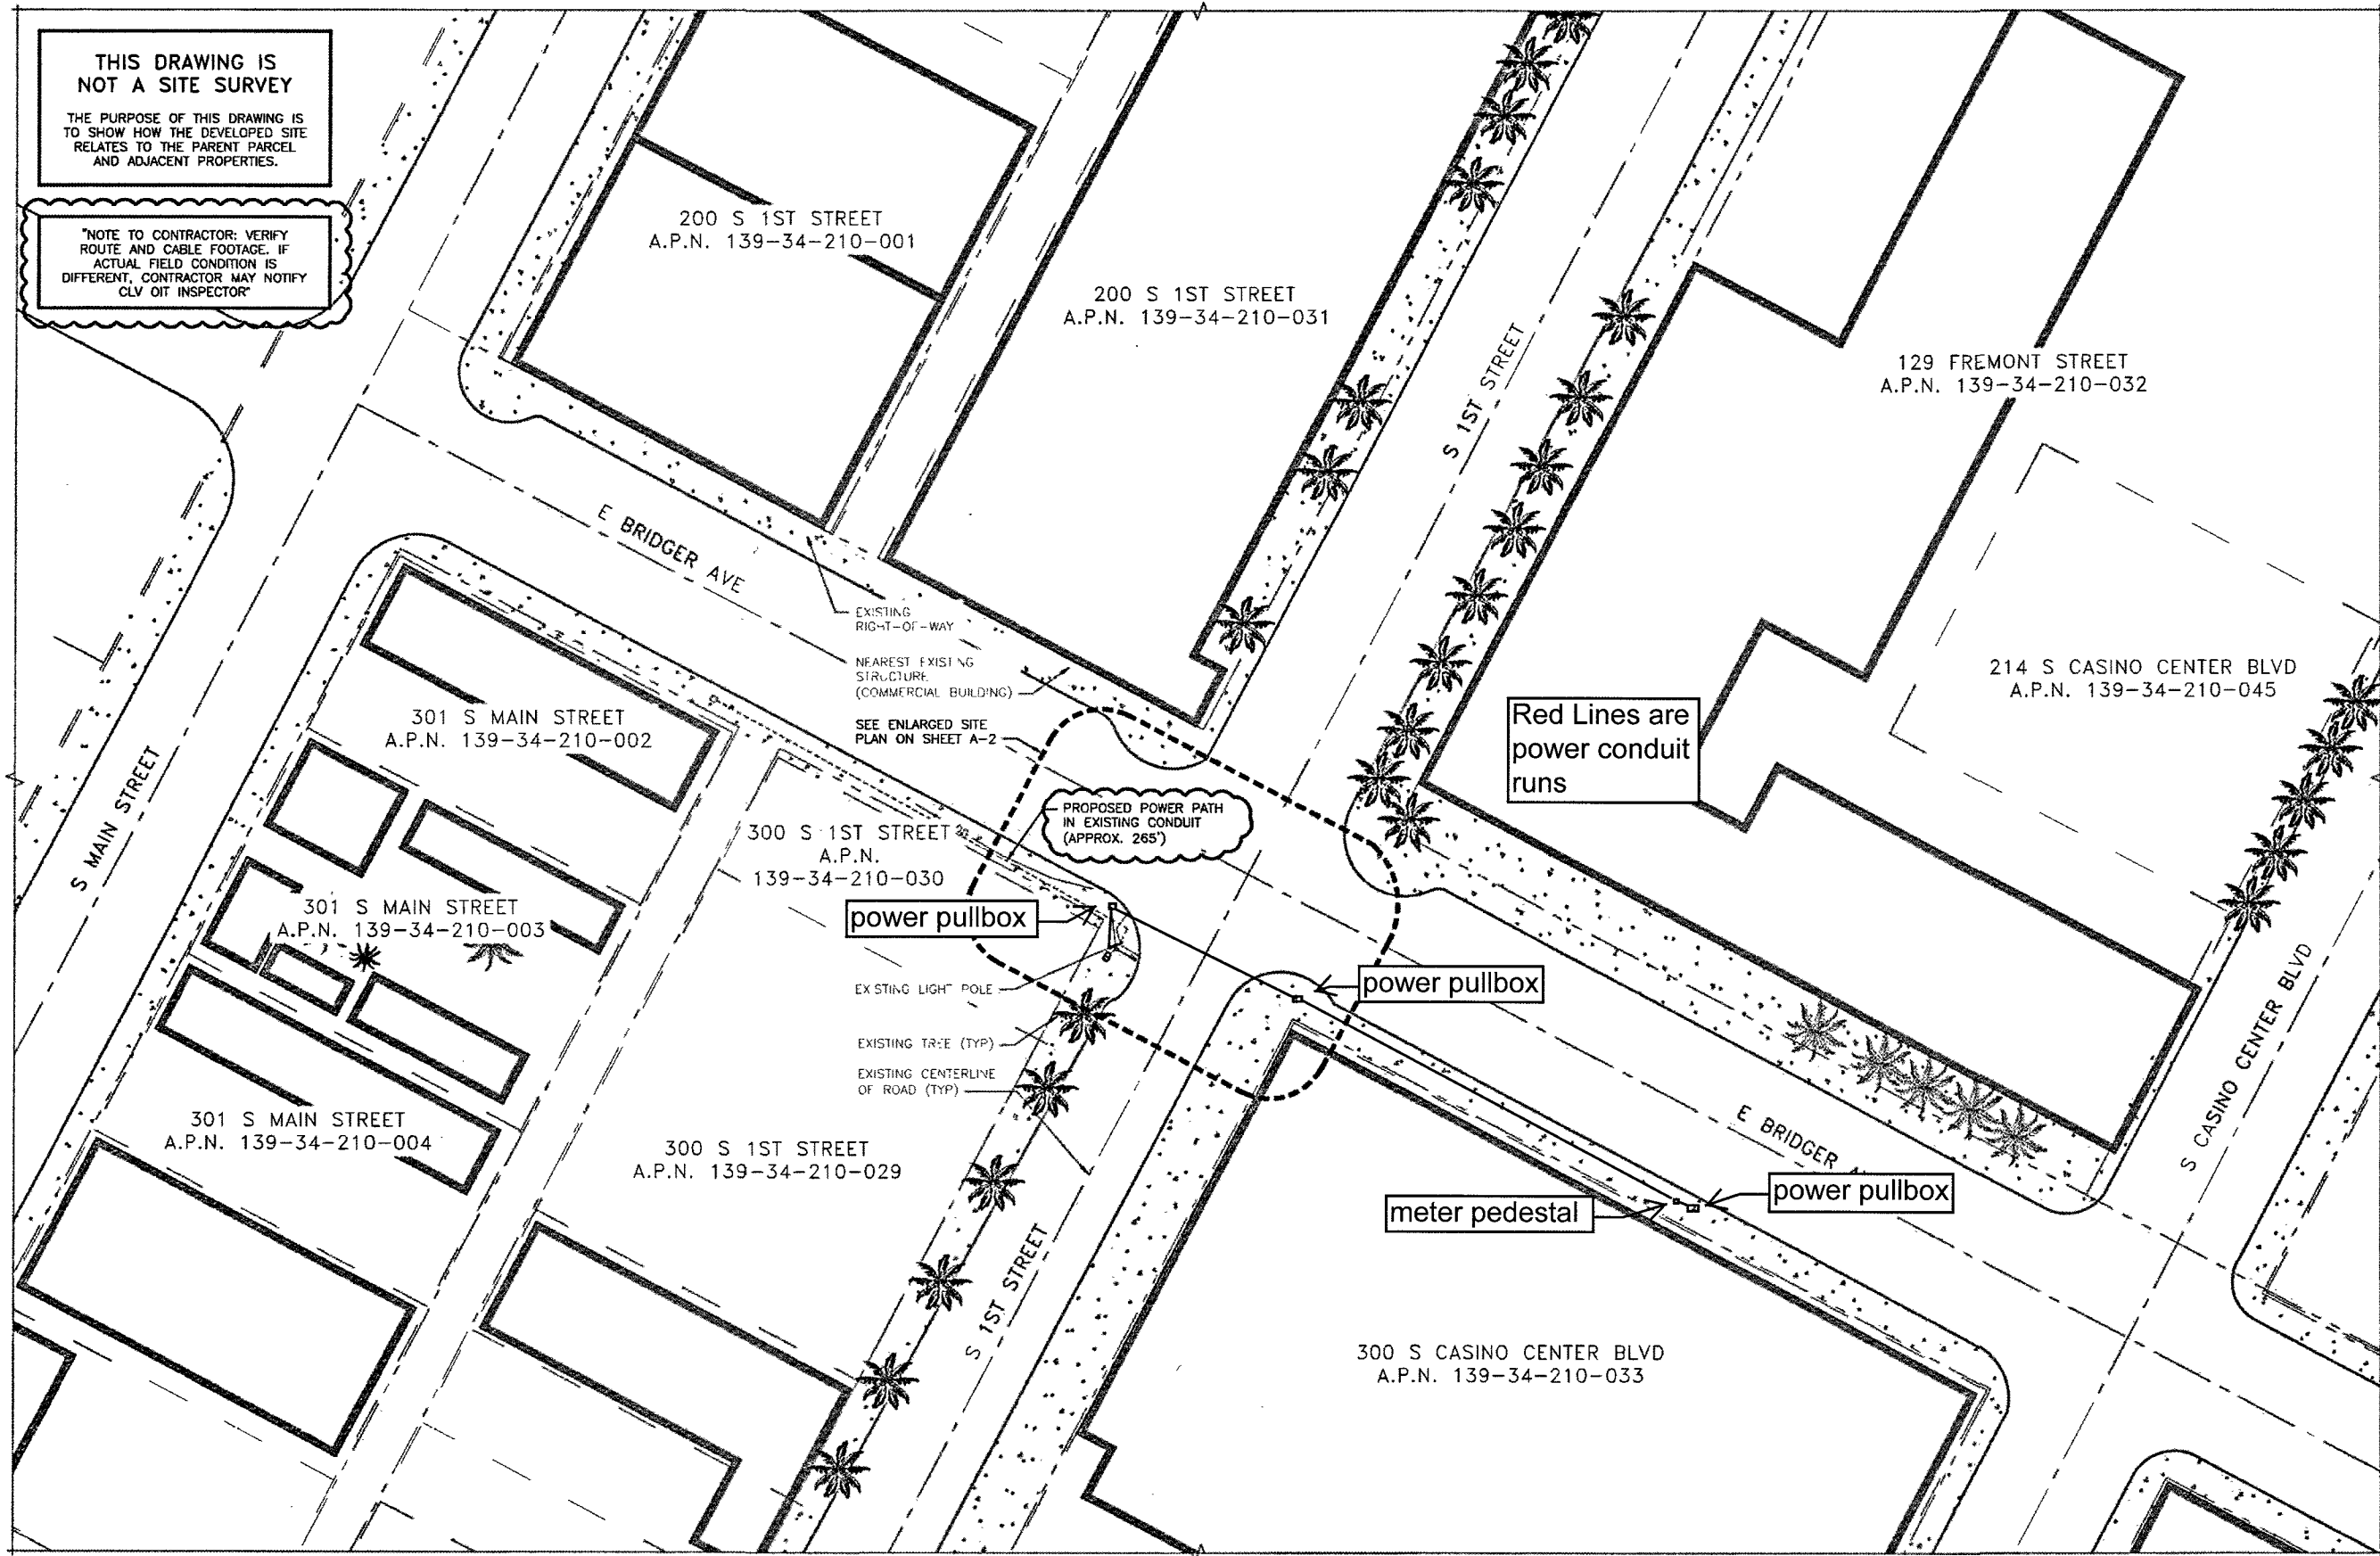 THIS DRAWING IS
NOT A SITE SURVEY
THE PURPOSE OF THIS DRAWING IS
TO SHOW HOW THE DEVELOPED SITE
RELATES TO THE PARENT PARCEL
AND ADJACENT PROPERTIES.
"NOTE TO CONTRACTOR: VERIFY
ROUTE AND CABLE FOOTAGE. IF
ACTUAL FIELD CONDITION IS
DIFFERENT, CONTRACTOR MAY NOTIFY
CLV OIT INSPECTOR"
200 S 1ST STREET
A.P.N. 139-34-210-001
200 S 1ST STREET
A.P.N. 139-34-210-031
S 1ST STREET
129 FREMONT STREET
A.P.N. 139-34-210-032
E BRIDGER AVE
EXISTING
RIGHT-OF-WAY
NEAREST EXISTING
STRUCTURE
(COMMERCIAL BUILDING)
SEE ENLARGED SITE
PLAN ON SHEET A-2
214 S CASINO CENTER BLVD
A.P.N. 139-34-210-045
Red Lines are
power conduit
runs
301 S MAIN STREET
A.P.N. 139-34-210-002
S MAIN STREET
PROPOSED POWER PATH
IN EXISTING CONDUIT
(APPROX. 265')
300 S 1ST STREET
A.P.N.
139-34-210-030
power pullbox
301 S MAIN STREET
A.P.N. 139-34-210-003
power pullbox
EXISTING LIGHT POLE
EXISTING TREE (TYP)
EXISTING CENTERLINE
OF ROAD (TYP)
S CASINO CENTER BLVD
301 S MAIN STREET
A.P.N. 139-34-210-004
300 S 1ST STREET
A.P.N. 139-34-210-029
E BRIDGER
power pullbox
meter pedestal
S 1ST STREET
300 S CASINO CENTER BLVD
A.P.N. 139-34-210-033